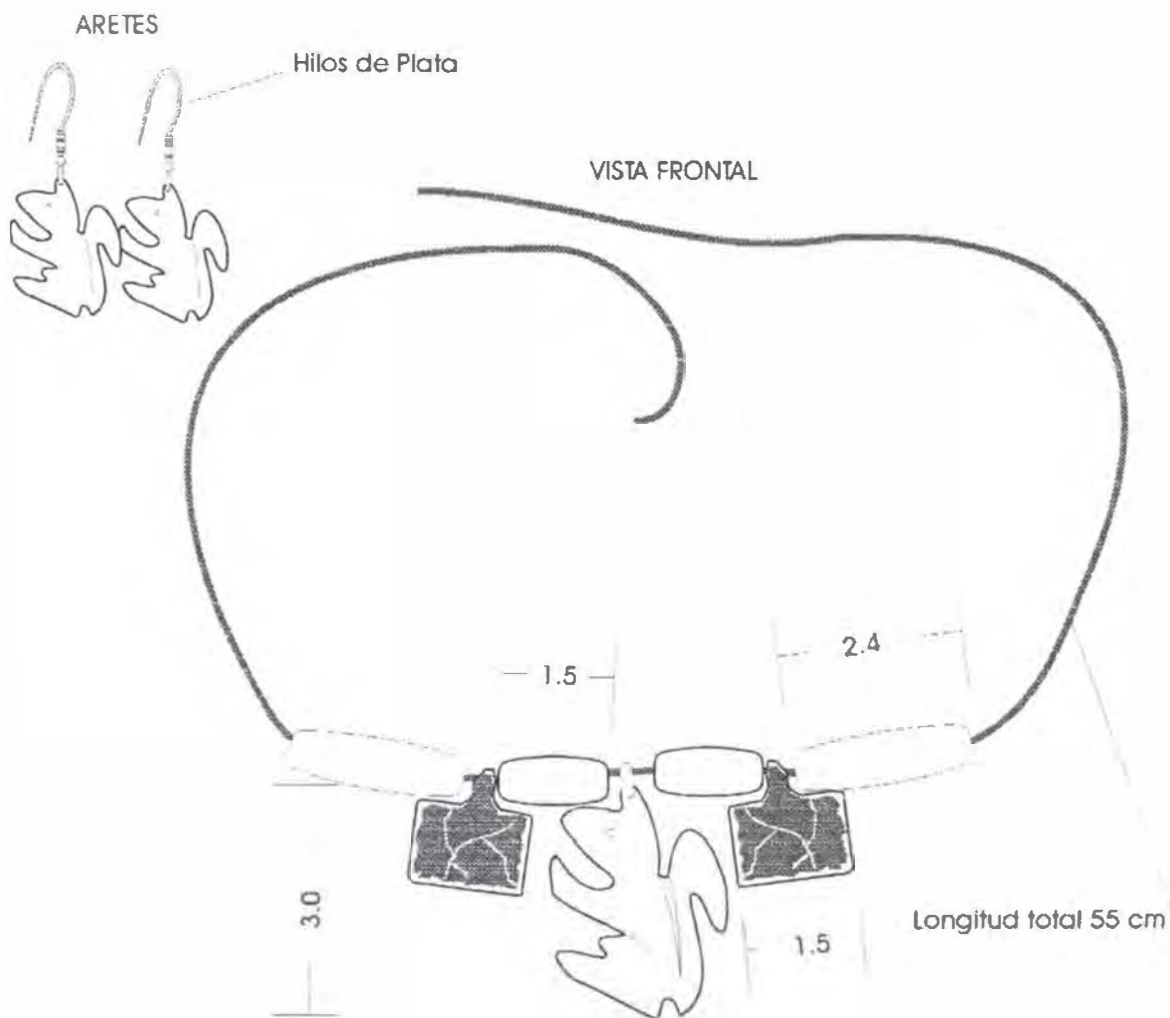 ARETES
Hilos de Plata
VISTA FRONTAL
2.4
1.5
3.0
1.5
Longitud total 55 cm